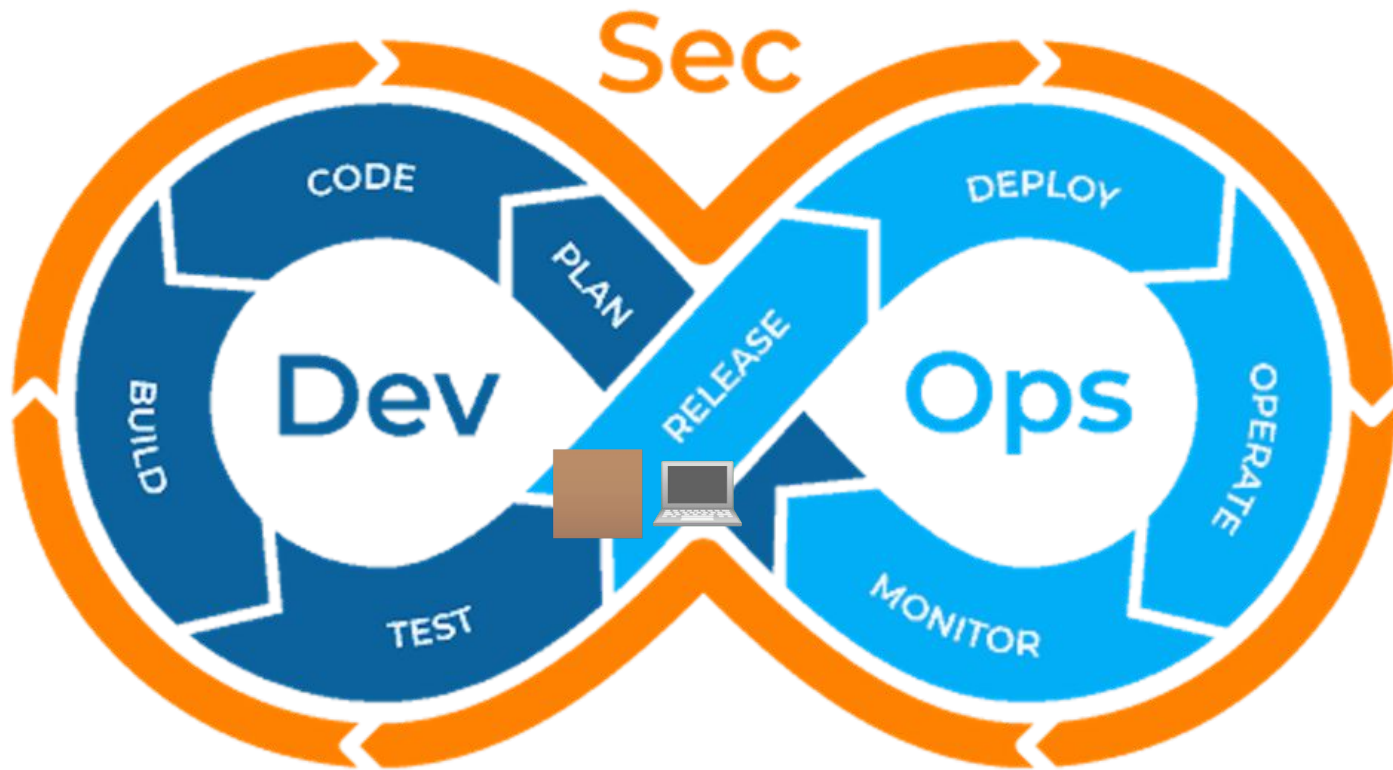 Sec
CODE
PLAN
DEPLOY
BUILD
Dev
RELEASE
Ops
OPERATE
TEST
MONITOR